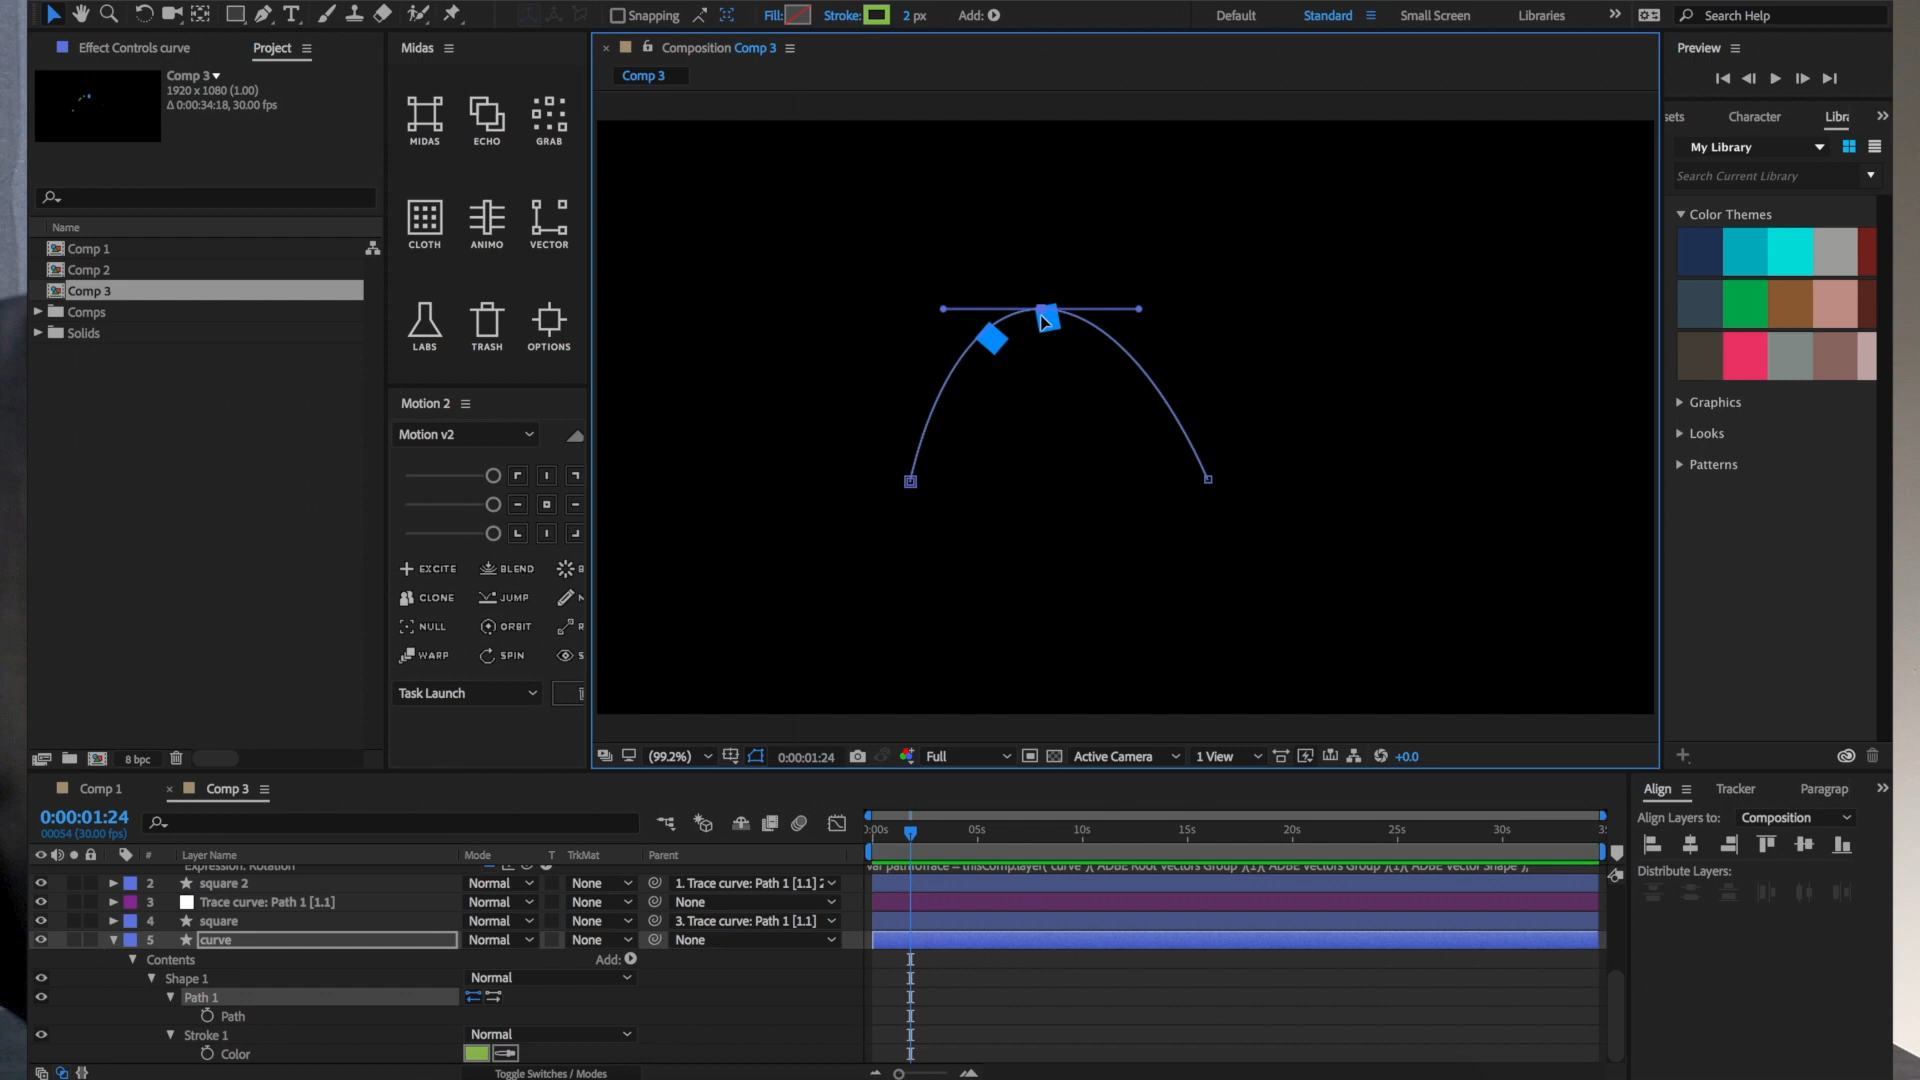 Snapping
Fill:
Stroke:
2 px
Add:
Default
Standard
Small Screen
Libraries
Search Help
Effect Controls curve
Project
Comp 3
1920 x 1080 (1.00)
Δ 0:00:34:18, 30.00 fps
Name
Comp 1
Comp 2
Comp 3
Comps
Solids
8 bpc
Midas
MIDAS
ECHO
GRAB
CLOTH
ANIMO
VECTOR
LABS
TRASH
OPTIONS
Motion 2
Motion v2
EXCITE
BLEND
CLONE
JUMP
NULL
ORBIT
WARP
SPIN
Task Launch
Composition Comp 3
Comp 3
(99.2%)
0:00:01:24
Full
Active Camera
1 View
+0.0
Preview
sets
Character
Libra
My Library
Search Current Library
Color Themes
Graphics
Looks
Patterns
Comp 1
Comp 3
0:00:01:24
00054 (30.00 fps)
0:00s
05s
10s
15s
20s
25s
30s
# Layer Name
Mode
T TrkMat
Parent
Expression: Rotation
2 square 2
Normal
None
1. Trace curve: Path 1 [1.1] 2
3 Trace curve: Path 1 [1.1]
Normal
None
None
4 square
Normal
None
3. Trace curve: Path 1 [1.1]
5 curve
Normal
None
None
Contents
Add:
Shape 1
Normal
Path 1
Path
Stroke 1
Normal
Color
Toggle Switches / Modes
Align
Tracker
Paragrap
Align Layers to:
Composition
Distribute Layers: